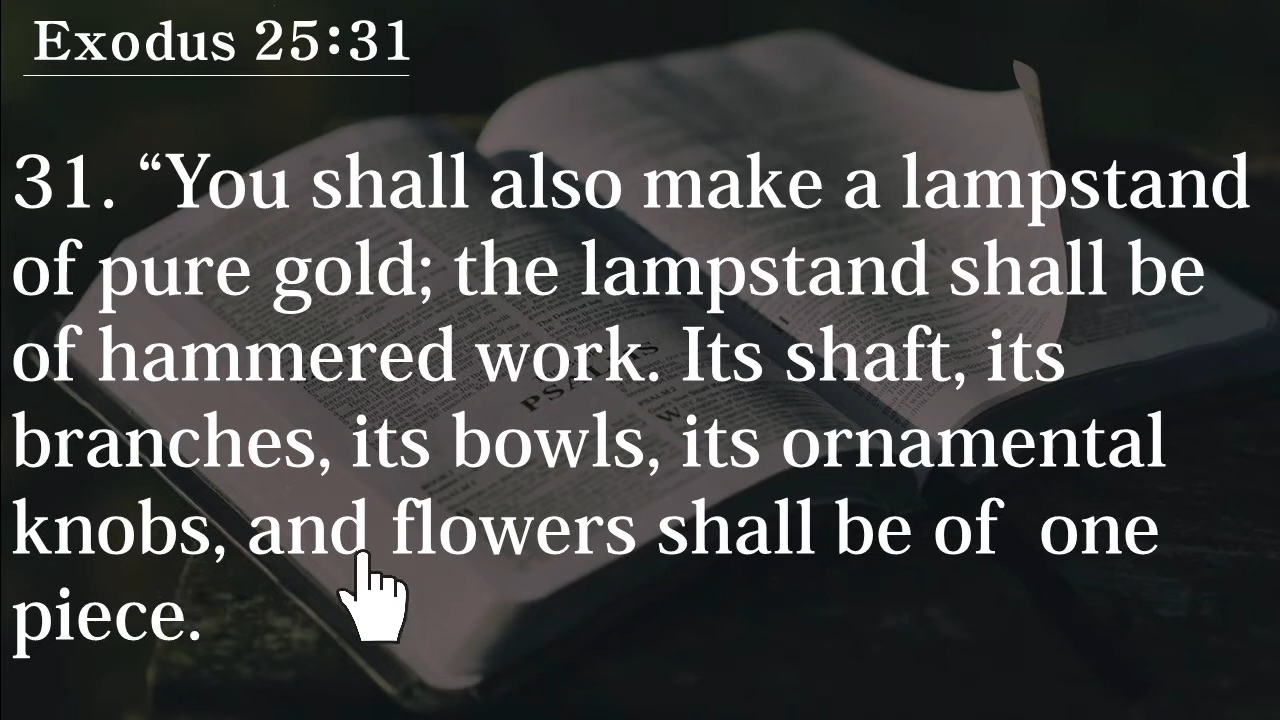 Exodus 25:31
31. “You shall also make a lampstand
of pure gold; the lampstand shall be
of hammered work. Its shaft, its
branches, its bowls, its ornamental
knobs, and flowers shall be of  one
piece.
PSALMS